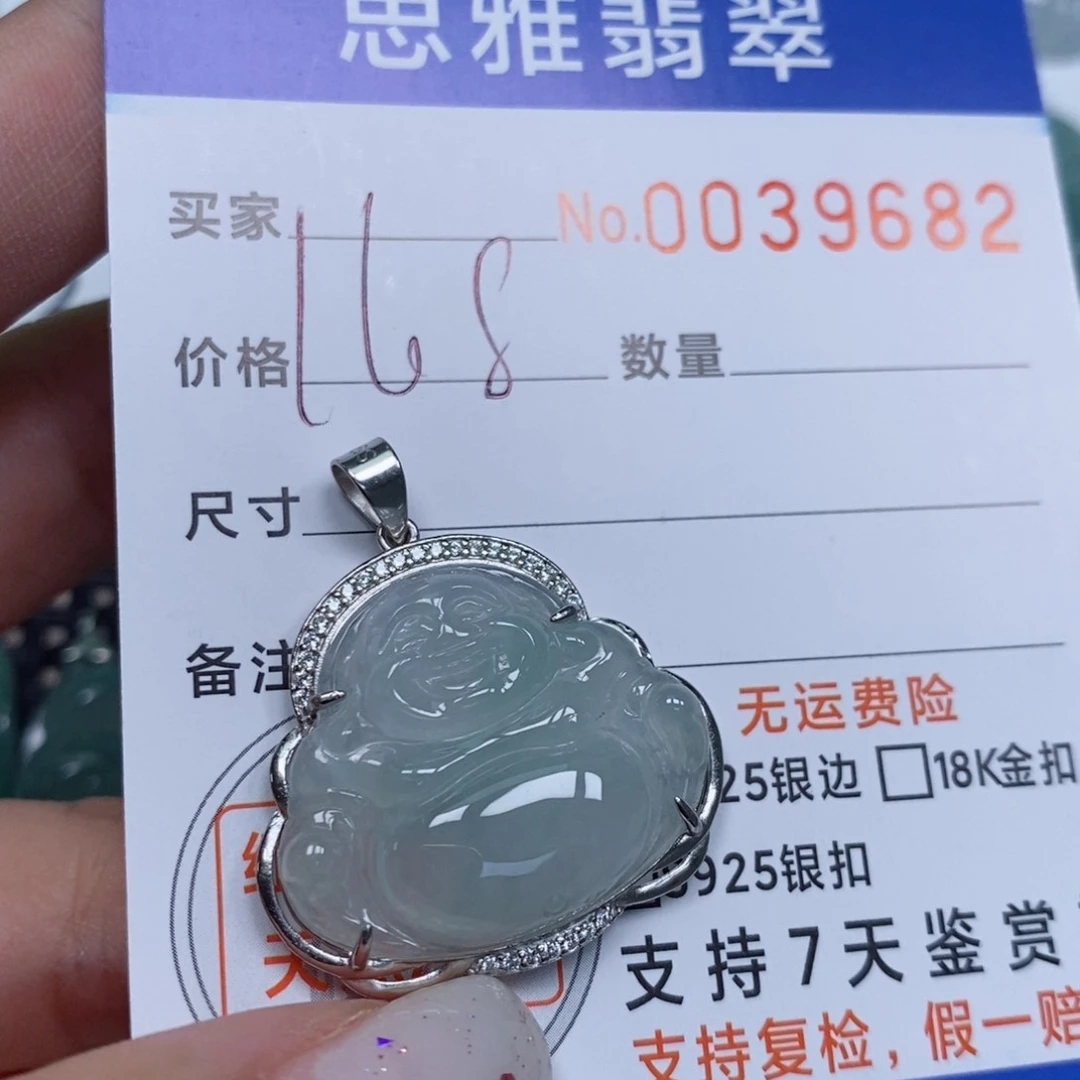 思雅翡翠
买家 No.0039682
价格 168 数量
尺寸
备注
无运费险
25银边 □18K金扣
925银扣
支持7天鉴赏
天
支持复检，假一赔